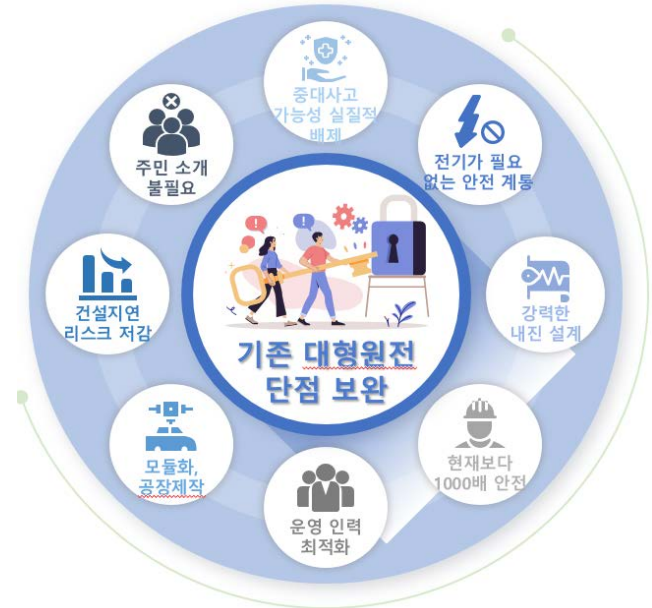 중대사고
가능성 실질적
배제
전기가 필요
없는 안전 계통
강력한
내진 설계
현재보다
1000배 안전
운영 인력
최적화
모듈화,
공장제작
건설지연
리스크 저감
주민 소개
불필요
기존 대형원전
단점 보완